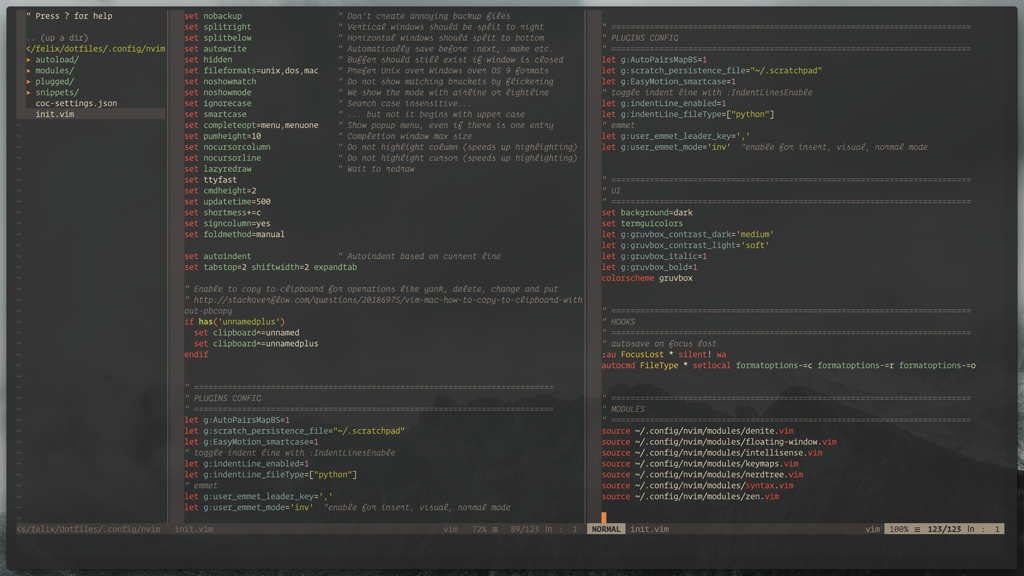 " Press ? for help
.. (up a dir)
</felix/dotfiles/.config/nvim
▸ autoload/
▸ modules/
▸ plugged/
▸ snippets/
coc-settings.json
init.vim
set nobackup " Don't create annoying backup files
set splitright " Vertical windows should be split to right
set splitbelow " Horizontal windows should split to bottom
set autowrite " Automatically save before :next, :make etc.
set hidden " Buffer should still exist if window is closed
set fileformats=unix,dos,mac " Prefer Unix over Windows over OS 9 formats
set noshowmatch " Do not show matching brackets by flickering
set noshowmode " We show the mode with airline or lightline
set ignorecase " Search case insensitive...
set smartcase " ... but not it begins with upper case
set completeopt=menu,menuone " Show popup menu, even if there is one entry
set pumheight=10 " Completion window max size
set nocursorcolumn " Do not highlight column (speeds up highlighting)
set nocursorline " Do not highlight cursor (speeds up highlighting)
set lazyredraw " Wait to redraw
set ttyfast
set cmdheight=2
set updatetime=500
set shortmess+=c
set signcolumn=yes
set foldmethod=manual
set autoindent " Autoindent based on current line
set tabstop=2 shiftwidth=2 expandtab
" Enable to copy to clipboard for operations like yank, delete, change and put
" http://stackoverflow.com/questions/20186975/vim-mac-how-to-copy-to-clipboard-with
out-pbcopy
if has('unnamedplus')
set clipboard^=unnamed
set clipboard^=unnamedplus
endif
" ===========================================================================
" PLUGINS CONFIG
" ===========================================================================
let g:AutoPairsMapBS=1
let g:scratch_persistence_file="~/.scratchpad"
let g:EasyMotion_smartcase=1
" toggle indent line with :IndentLinesEnable
let g:indentLine_enabled=1
let g:indentLine_fileType=["python"]
" emmet
let g:user_emmet_leader_key=','
let g:user_emmet_mode='inv' "enable for insert, visual, normal mode
" ===========================================================================
" PLUGINS CONFIG
" ===========================================================================
let g:AutoPairsMapBS=1
let g:scratch_persistence_file="~/.scratchpad"
let g:EasyMotion_smartcase=1
" toggle indent line with :IndentLinesEnable
let g:indentLine_enabled=1
let g:indentLine_fileType=["python"]
" emmet
let g:user_emmet_leader_key=','
let g:user_emmet_mode='inv' "enable for insert, visual, normal mode
" ===========================================================================
" UI
" ===========================================================================
set background=dark
set termguicolors
let g:gruvbox_contrast_dark='medium'
let g:gruvbox_contrast_light='soft'
let g:gruvbox_italic=1
let g:gruvbox_bold=1
colorscheme gruvbox
" ===========================================================================
" HOOKS
" ===========================================================================
" autosave on focus lost
:au FocusLost * silent! wa
autocmd FileType * setlocal formatoptions-=c formatoptions-=r formatoptions-=o
" ===========================================================================
" MODULES
" ===========================================================================
source ~/.config/nvim/modules/denite.vim
source ~/.config/nvim/modules/floating-window.vim
source ~/.config/nvim/modules/intellisense.vim
source ~/.config/nvim/modules/keymaps.vim
source ~/.config/nvim/modules/nerdtree.vim
source ~/.config/nvim/modules/syntax.vim
source ~/.config/nvim/modules/zen.vim
<s/felix/dotfiles/.config/nvim init.vim vim 72% ≡ 89/123 ln : 1 NORMAL init.vim vim 100% ≡ 123/123 ln : 1